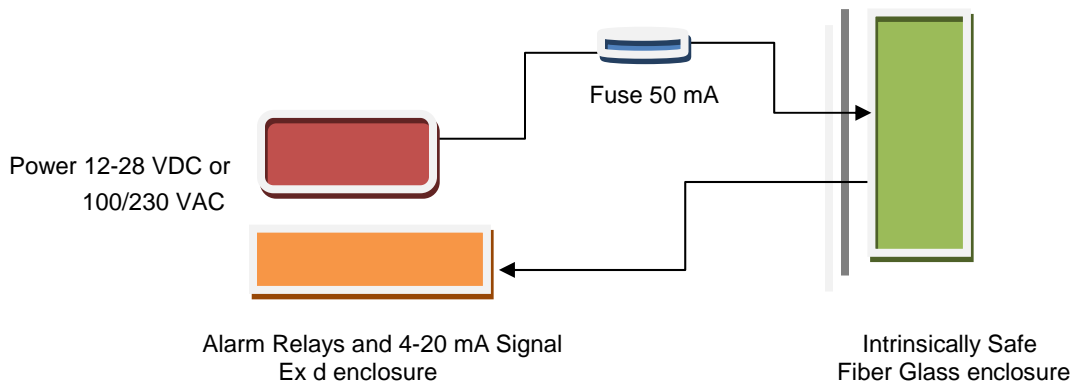 Fuse 50 mA
Power 12-28 VDC or
100/230 VAC
Alarm Relays and 4-20 mA Signal
Ex d enclosure
Intrinsically Safe
Fiber Glass enclosure